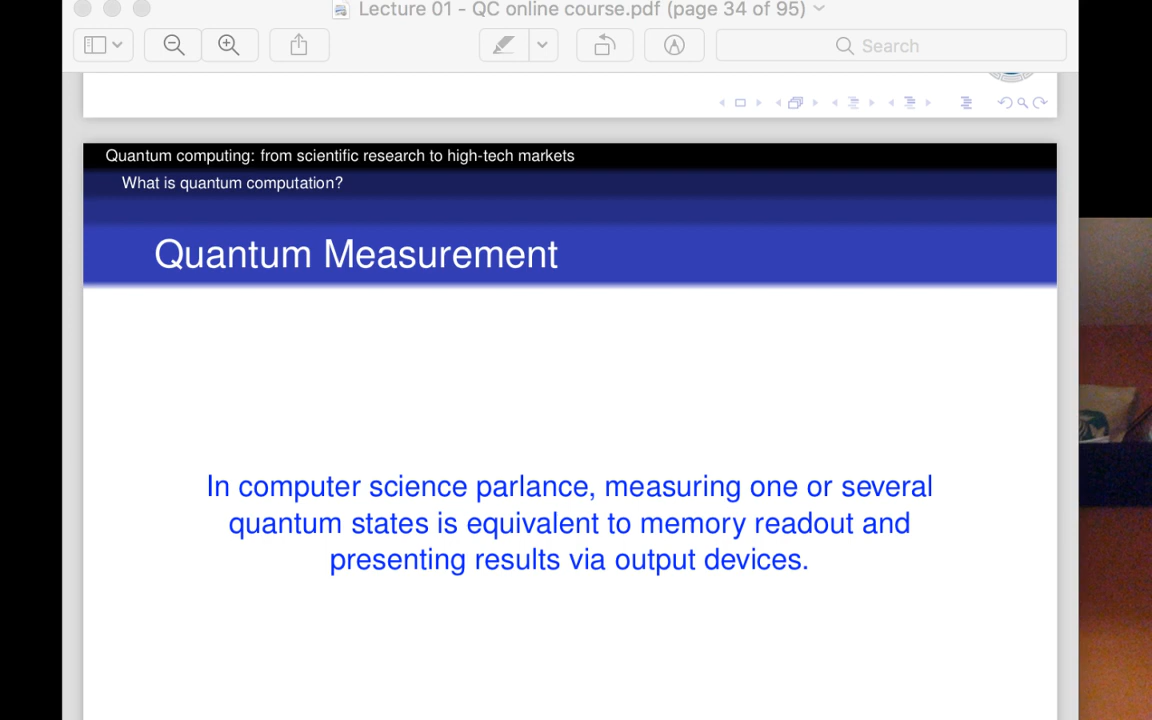 Lecture 01 - QC online course.pdf (page 34 of 95)
Search
Quantum computing: from scientific research to high-tech markets
What is quantum computation?
Quantum Measurement
In computer science parlance, measuring one or several
quantum states is equivalent to memory readout and
presenting results via output devices.